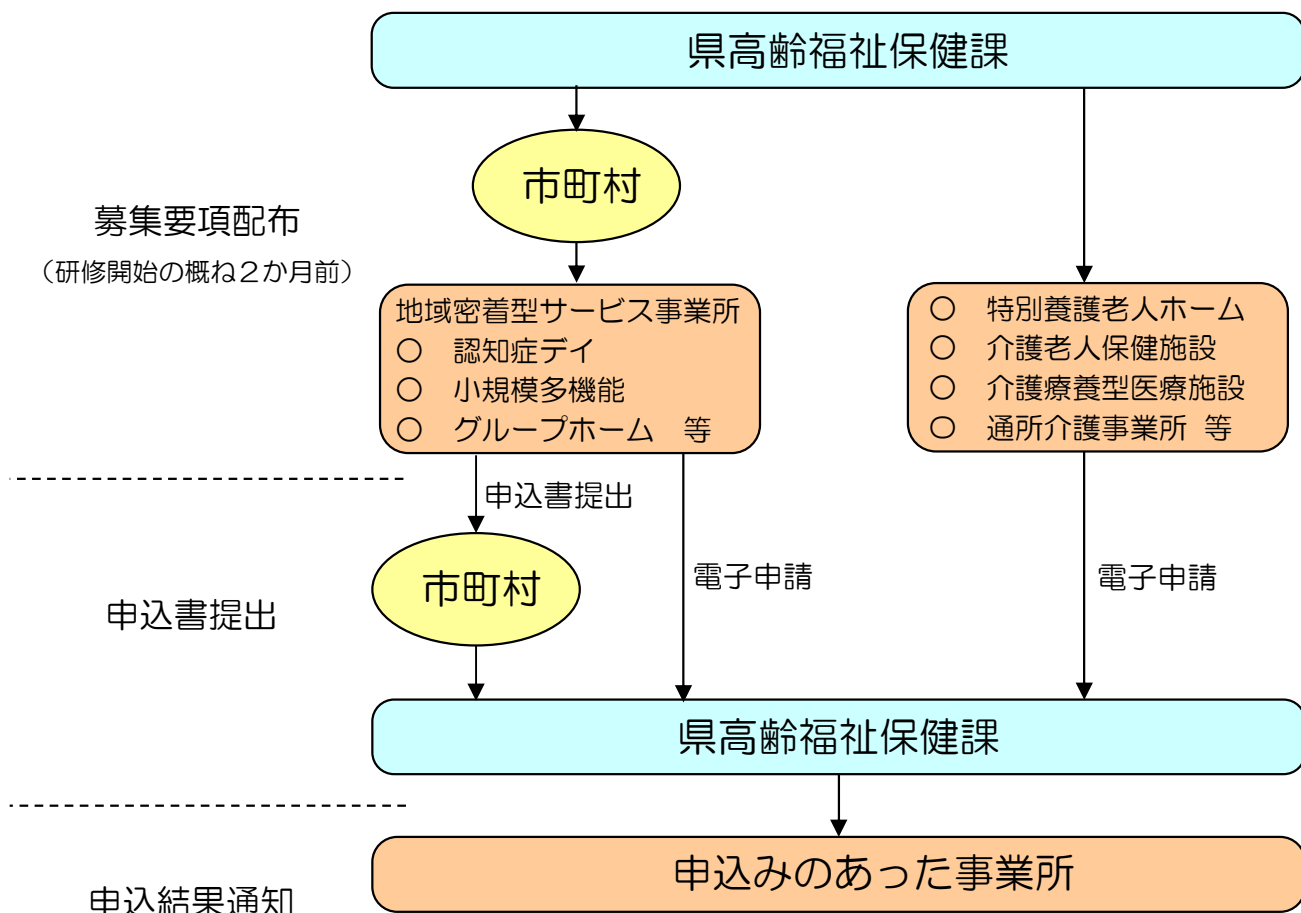 県高齢福祉保健課
市町村
募集要項配布
（研修開始の概ね２か月前）
地域密着型サービス事業所
○　認知症デイ
○　小規模多機能
○　グループホーム　等
○　特別養護老人ホーム
○　介護老人保健施設
○　介護療養型医療施設
○　通所介護事業所 等
申込書提出
市町村
電子申請
電子申請
申込書提出
県高齢福祉保健課
申込みのあった事業所
申込結果通知